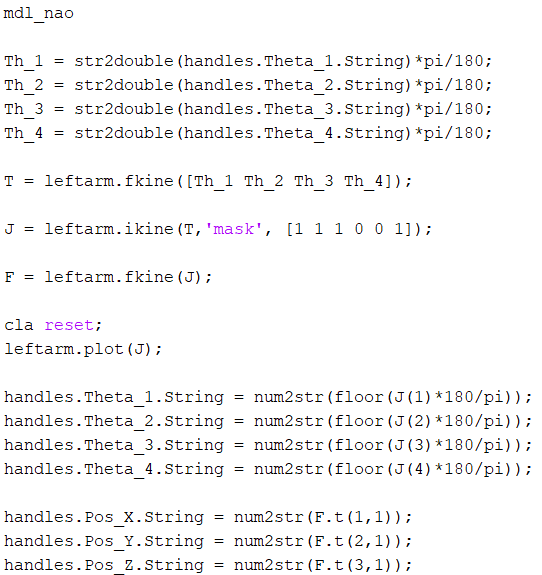 mdl_nao
Th_1 = str2double(handles.Theta_1.String)*pi/180;
Th_2 = str2double(handles.Theta_2.String)*pi/180;
Th_3 = str2double(handles.Theta_3.String)*pi/180;
Th_4 = str2double(handles.Theta_4.String)*pi/180;
T = leftarm.fkine([Th_1 Th_2 Th_3 Th_4]);
J = leftarm.ikine(T,'mask', [1 1 1 0 0 1]);
F = leftarm.fkine(J);
cla reset;
leftarm.plot(J);
handles.Theta_1.String = num2str(floor(J(1)*180/pi));
handles.Theta_2.String = num2str(floor(J(2)*180/pi));
handles.Theta_3.String = num2str(floor(J(3)*180/pi));
handles.Theta_4.String = num2str(floor(J(4)*180/pi));
handles.Pos_X.String = num2str(F.t(1,1));
handles.Pos_Y.String = num2str(F.t(2,1));
handles.Pos_Z.String = num2str(F.t(3,1));